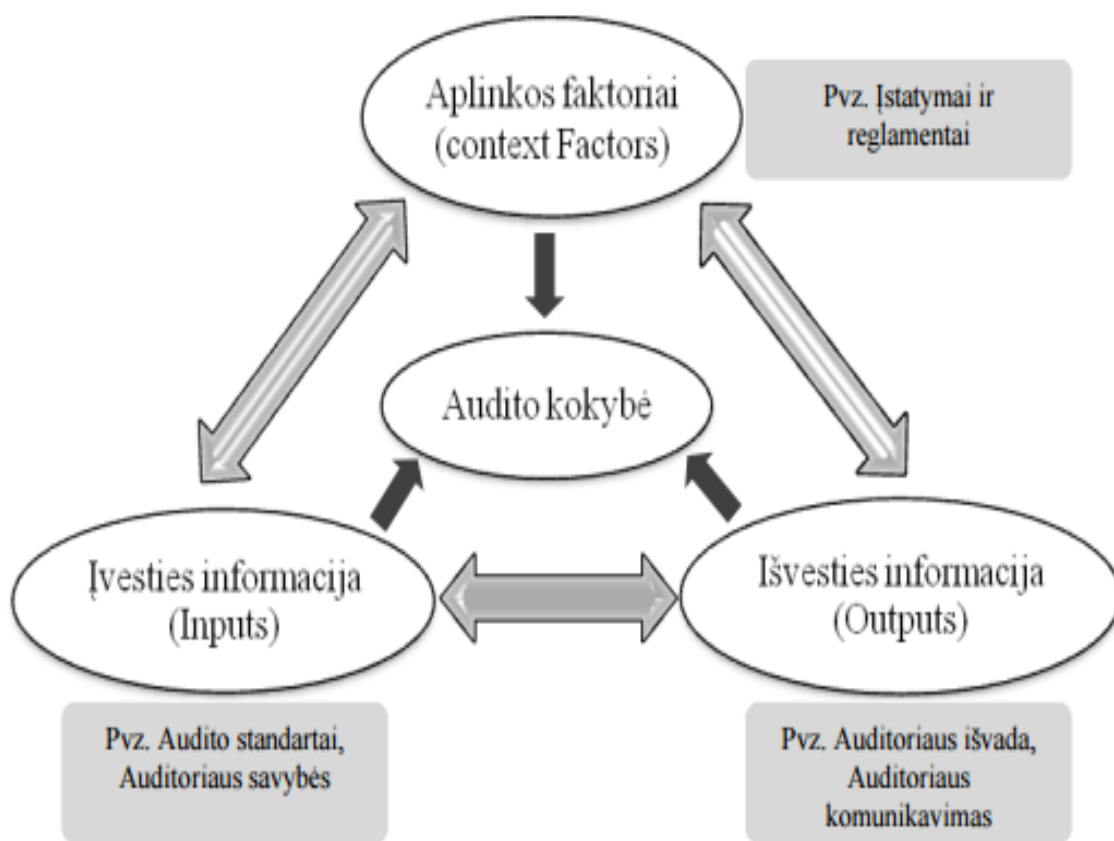 Aplinkos faktoriai
(context Factors)
Pvz. Įstatymai ir
reglamentai
Audito kokybė
Įvesties informacija
(Inputs)
Išvesties informacija
(Outputs)
Pvz. Audito standartai,
Auditoriaus savybės
Pvz. Auditoriaus išvada,
Auditoriaus
komunikavimas